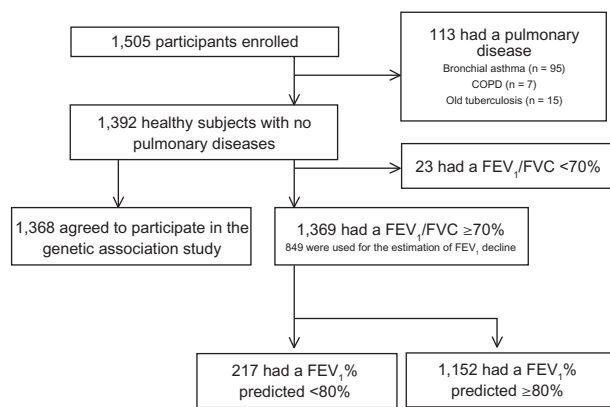 1,505 participants enrolled
113 had a pulmonary
disease
Bronchial asthma (n = 95)
COPD (n = 7)
Old tuberculosis (n = 15)
1,392 healthy subjects with no
pulmonary diseases
23 had a FEV₁/FVC <70%
1,368 agreed to participate in the
genetic association study
1,369 had a FEV₁/FVC ≥70%
849 were used for the estimation of FEV₁ decline
217 had a FEV₁%
predicted <80%
1,152 had a FEV₁%
predicted ≥80%